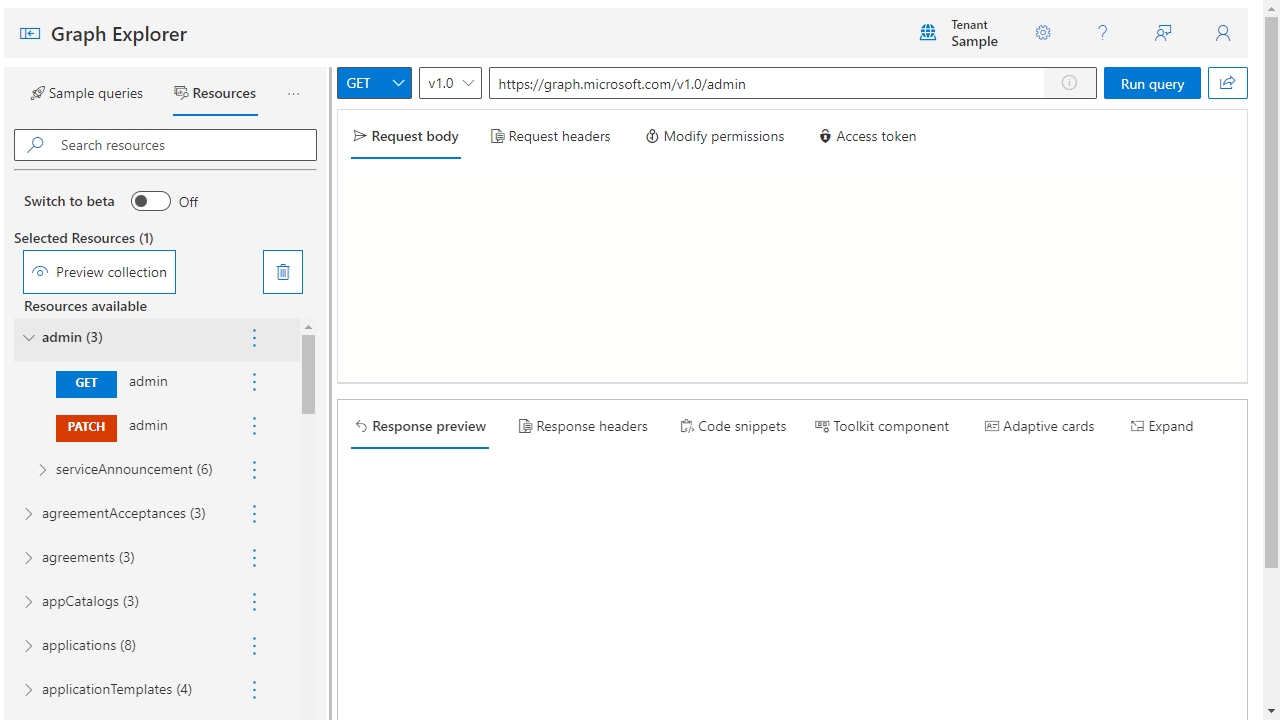 Graph Explorer
Tenant
Sample
?
Sample queries
Resources
...
GET
v1.0
https://graph.microsoft.com/v1.0/admin
Run query
Search resources
Request body
Request headers
Modify permissions
Access token
Switch to beta
Off
Selected Resources (1)
Preview collection
Resources available
admin (3)
GET
admin
PATCH
admin
serviceAnnouncement (6)
agreementAcceptances (3)
agreements (3)
appCatalogs (3)
applications (8)
applicationTemplates (4)
Response preview
Response headers
Code snippets
Toolkit component
Adaptive cards
Expand